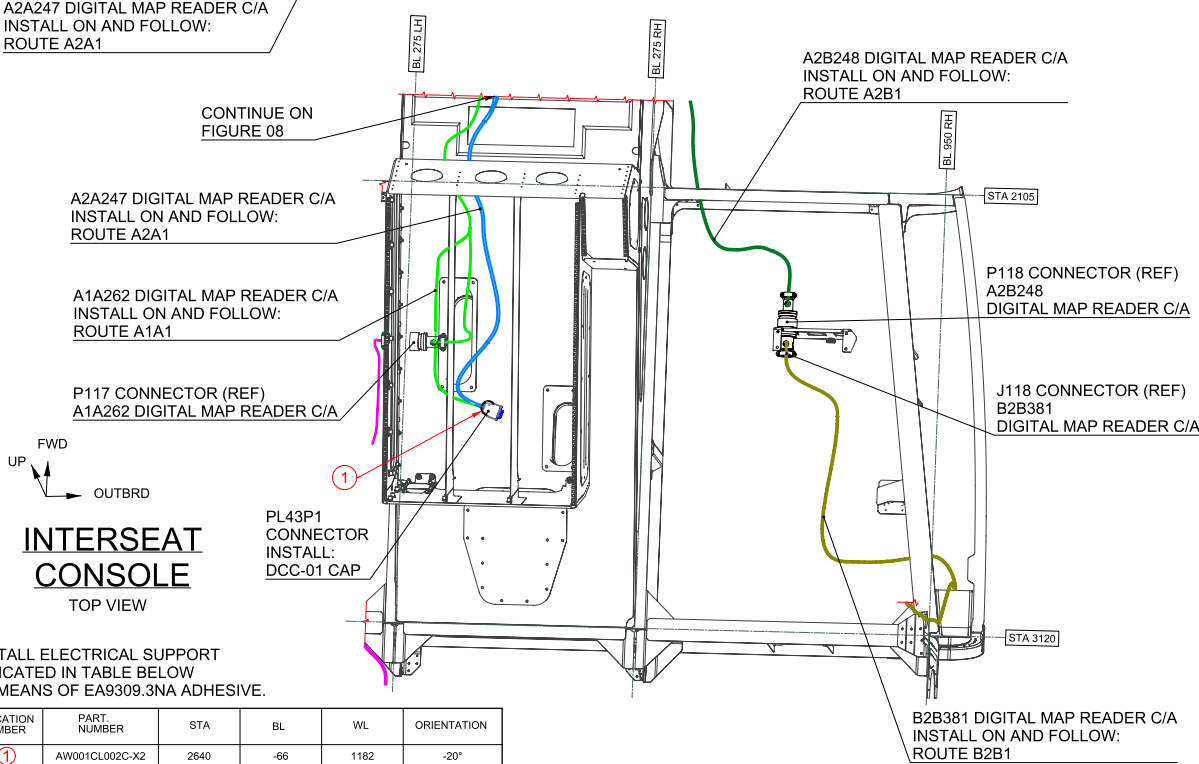 A2A247 DIGITAL MAP READER C/A
INSTALL ON AND FOLLOW:
ROUTE A2A1
BL 275 LH
BL 275 RH
A2B248 DIGITAL MAP READER C/A
INSTALL ON AND FOLLOW:
ROUTE A2B1
CONTINUE ON
FIGURE 08
BL 950 RH
STA 2105
A2A247 DIGITAL MAP READER C/A
INSTALL ON AND FOLLOW:
ROUTE A2A1
P118 CONNECTOR (REF)
A2B248
DIGITAL MAP READER C/A
A1A262 DIGITAL MAP READER C/A
INSTALL ON AND FOLLOW:
ROUTE A1A1
P117 CONNECTOR (REF)
A1A262 DIGITAL MAP READER C/A
J118 CONNECTOR (REF)
B2B381
DIGITAL MAP READER C/A
FWD
UP
OUTBRD
1
PL43P1
CONNECTOR
INSTALL:
DCC-01 CAP
INTERSEAT
CONSOLE
TOP VIEW
STA 3120
TALL ELECTRICAL SUPPORT
ICATED IN TABLE BELOW
MEANS OF EA9309.3NA ADHESIVE.
B2B381 DIGITAL MAP READER C/A
INSTALL ON AND FOLLOW:
ROUTE B2B1
CATION MBER PART. NUMBER STA BL WL ORIENTATION
1 AW001CL002C-X2 2640 -66 1182 -20°